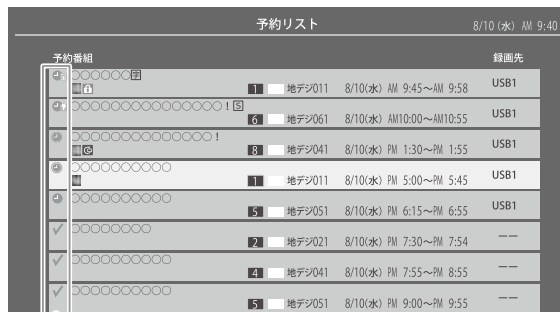 予約リスト 8/10 (水) AM 9:40
予約番組 録画先
○○○○○○字
1 地デジ011 8/10(水) AM 9:45～AM 9:58 USB1
○○○○○○○○○○○○○○○!S
6 地デジ061 8/10(水) AM10:00～AM10:55 USB1
○○○○○○○○○○○○○○!
8 地デジ041 8/10(水) PM 1:30～PM 1:55 USB1
○○○○○○○○○○
1 地デジ011 8/10(水) PM 5:00～PM 5:45 USB1
○○○○○○○○○○
5 地デジ051 8/10(水) PM 6:15～PM 6:55 USB1
○○○○○○○○
2 地デジ021 8/10(水) PM 7:30～PM 7:54 −−
○○○○○○○○○○
4 地デジ041 8/10(水) PM 7:55～PM 8:55 −−
○○○○○○○○○○
5 地デジ051 8/10(水) PM 9:00～PM 9:55 −−